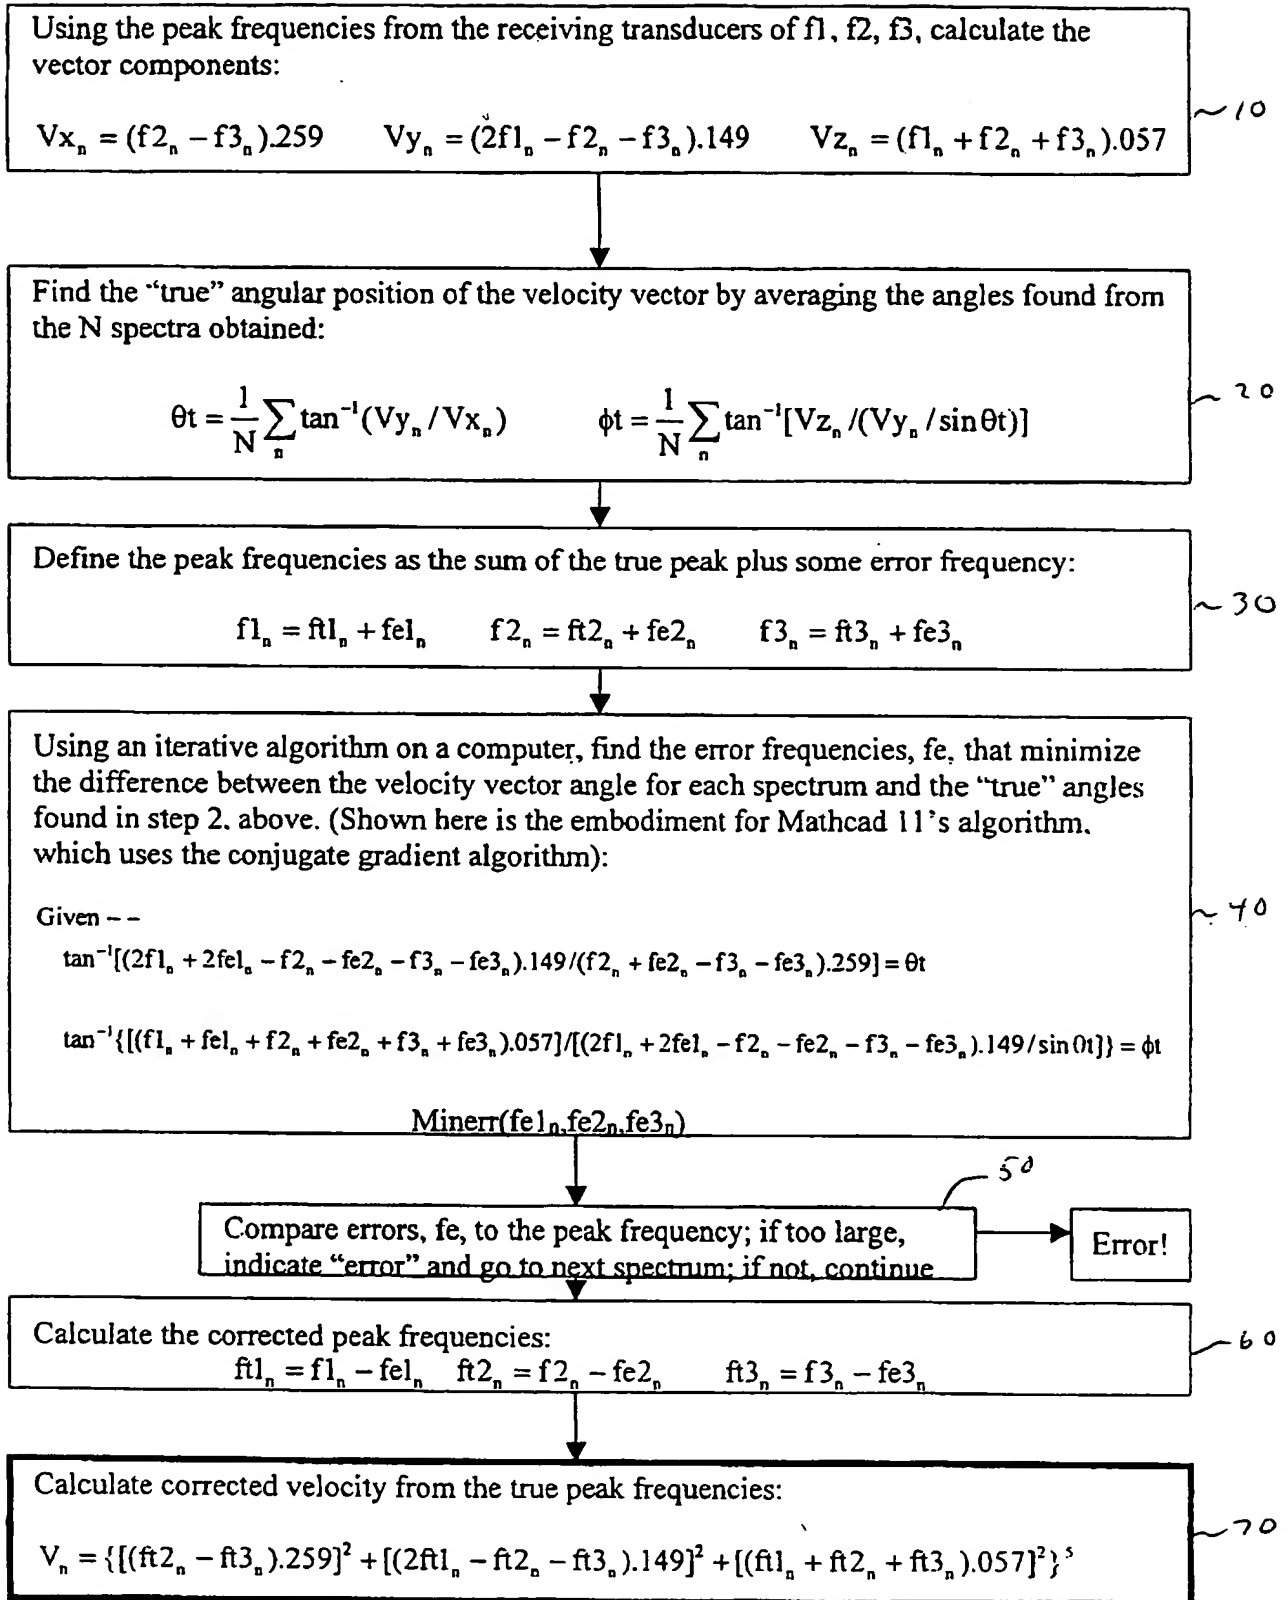 Using the peak frequencies from the receiving transducers of f1, f2, f3, calculate the
vector components:
Vxₙ = (f2ₙ − f3ₙ).259 Vyₙ = (2f1ₙ − f2ₙ − f3ₙ).149 Vzₙ = (f1ₙ + f2ₙ + f3ₙ).057
~10
Find the "true" angular position of the velocity vector by averaging the angles found from
the N spectra obtained:
θt = 1/N ∑ₙ tan⁻¹(Vyₙ/Vxₙ) ϕt = 1/N ∑ₙ tan⁻¹[Vzₙ/(Vyₙ/sinθt)]
~20
Define the peak frequencies as the sum of the true peak plus some error frequency:
f1ₙ = ft1ₙ + fe1ₙ f2ₙ = ft2ₙ + fe2ₙ f3ₙ = ft3ₙ + fe3ₙ
~30
Using an iterative algorithm on a computer, find the error frequencies, fe, that minimize
the difference between the velocity vector angle for each spectrum and the "true" angles
found in step 2. above. (Shown here is the embodiment for Mathcad 11's algorithm.
which uses the conjugate gradient algorithm):
~40
Given – –
tan⁻¹[(2f1ₙ + 2fe1ₙ − f2ₙ − fe2ₙ − f3ₙ − fe3ₙ).149/(f2ₙ + fe2ₙ − f3ₙ − fe3ₙ).259] = θt
tan⁻¹{[(f1ₙ + fe1ₙ + f2ₙ + fe2ₙ + f3ₙ + fe3ₙ).057]/[(2f1ₙ + 2fe1ₙ − f2ₙ − fe2ₙ − f3ₙ − fe3ₙ).149/sinθt]} = ϕt
Minerr(fe1ₙ,fe2ₙ,fe3ₙ)
50
Compare errors, fe, to the peak frequency; if too large,
indicate "error" and go to next spectrum; if not, continue
Error!
Calculate the corrected peak frequencies:
ft1ₙ = f1ₙ − fe1ₙ ft2ₙ = f2ₙ − fe2ₙ ft3ₙ = f3ₙ − fe3ₙ
60
Calculate corrected velocity from the true peak frequencies:
Vₙ = {[(ft2ₙ − ft3ₙ).259]² + [(2ft1ₙ − ft2ₙ − ft3ₙ).149]² + [(ft1ₙ + ft2ₙ + ft3ₙ).057]²}⁵
~70